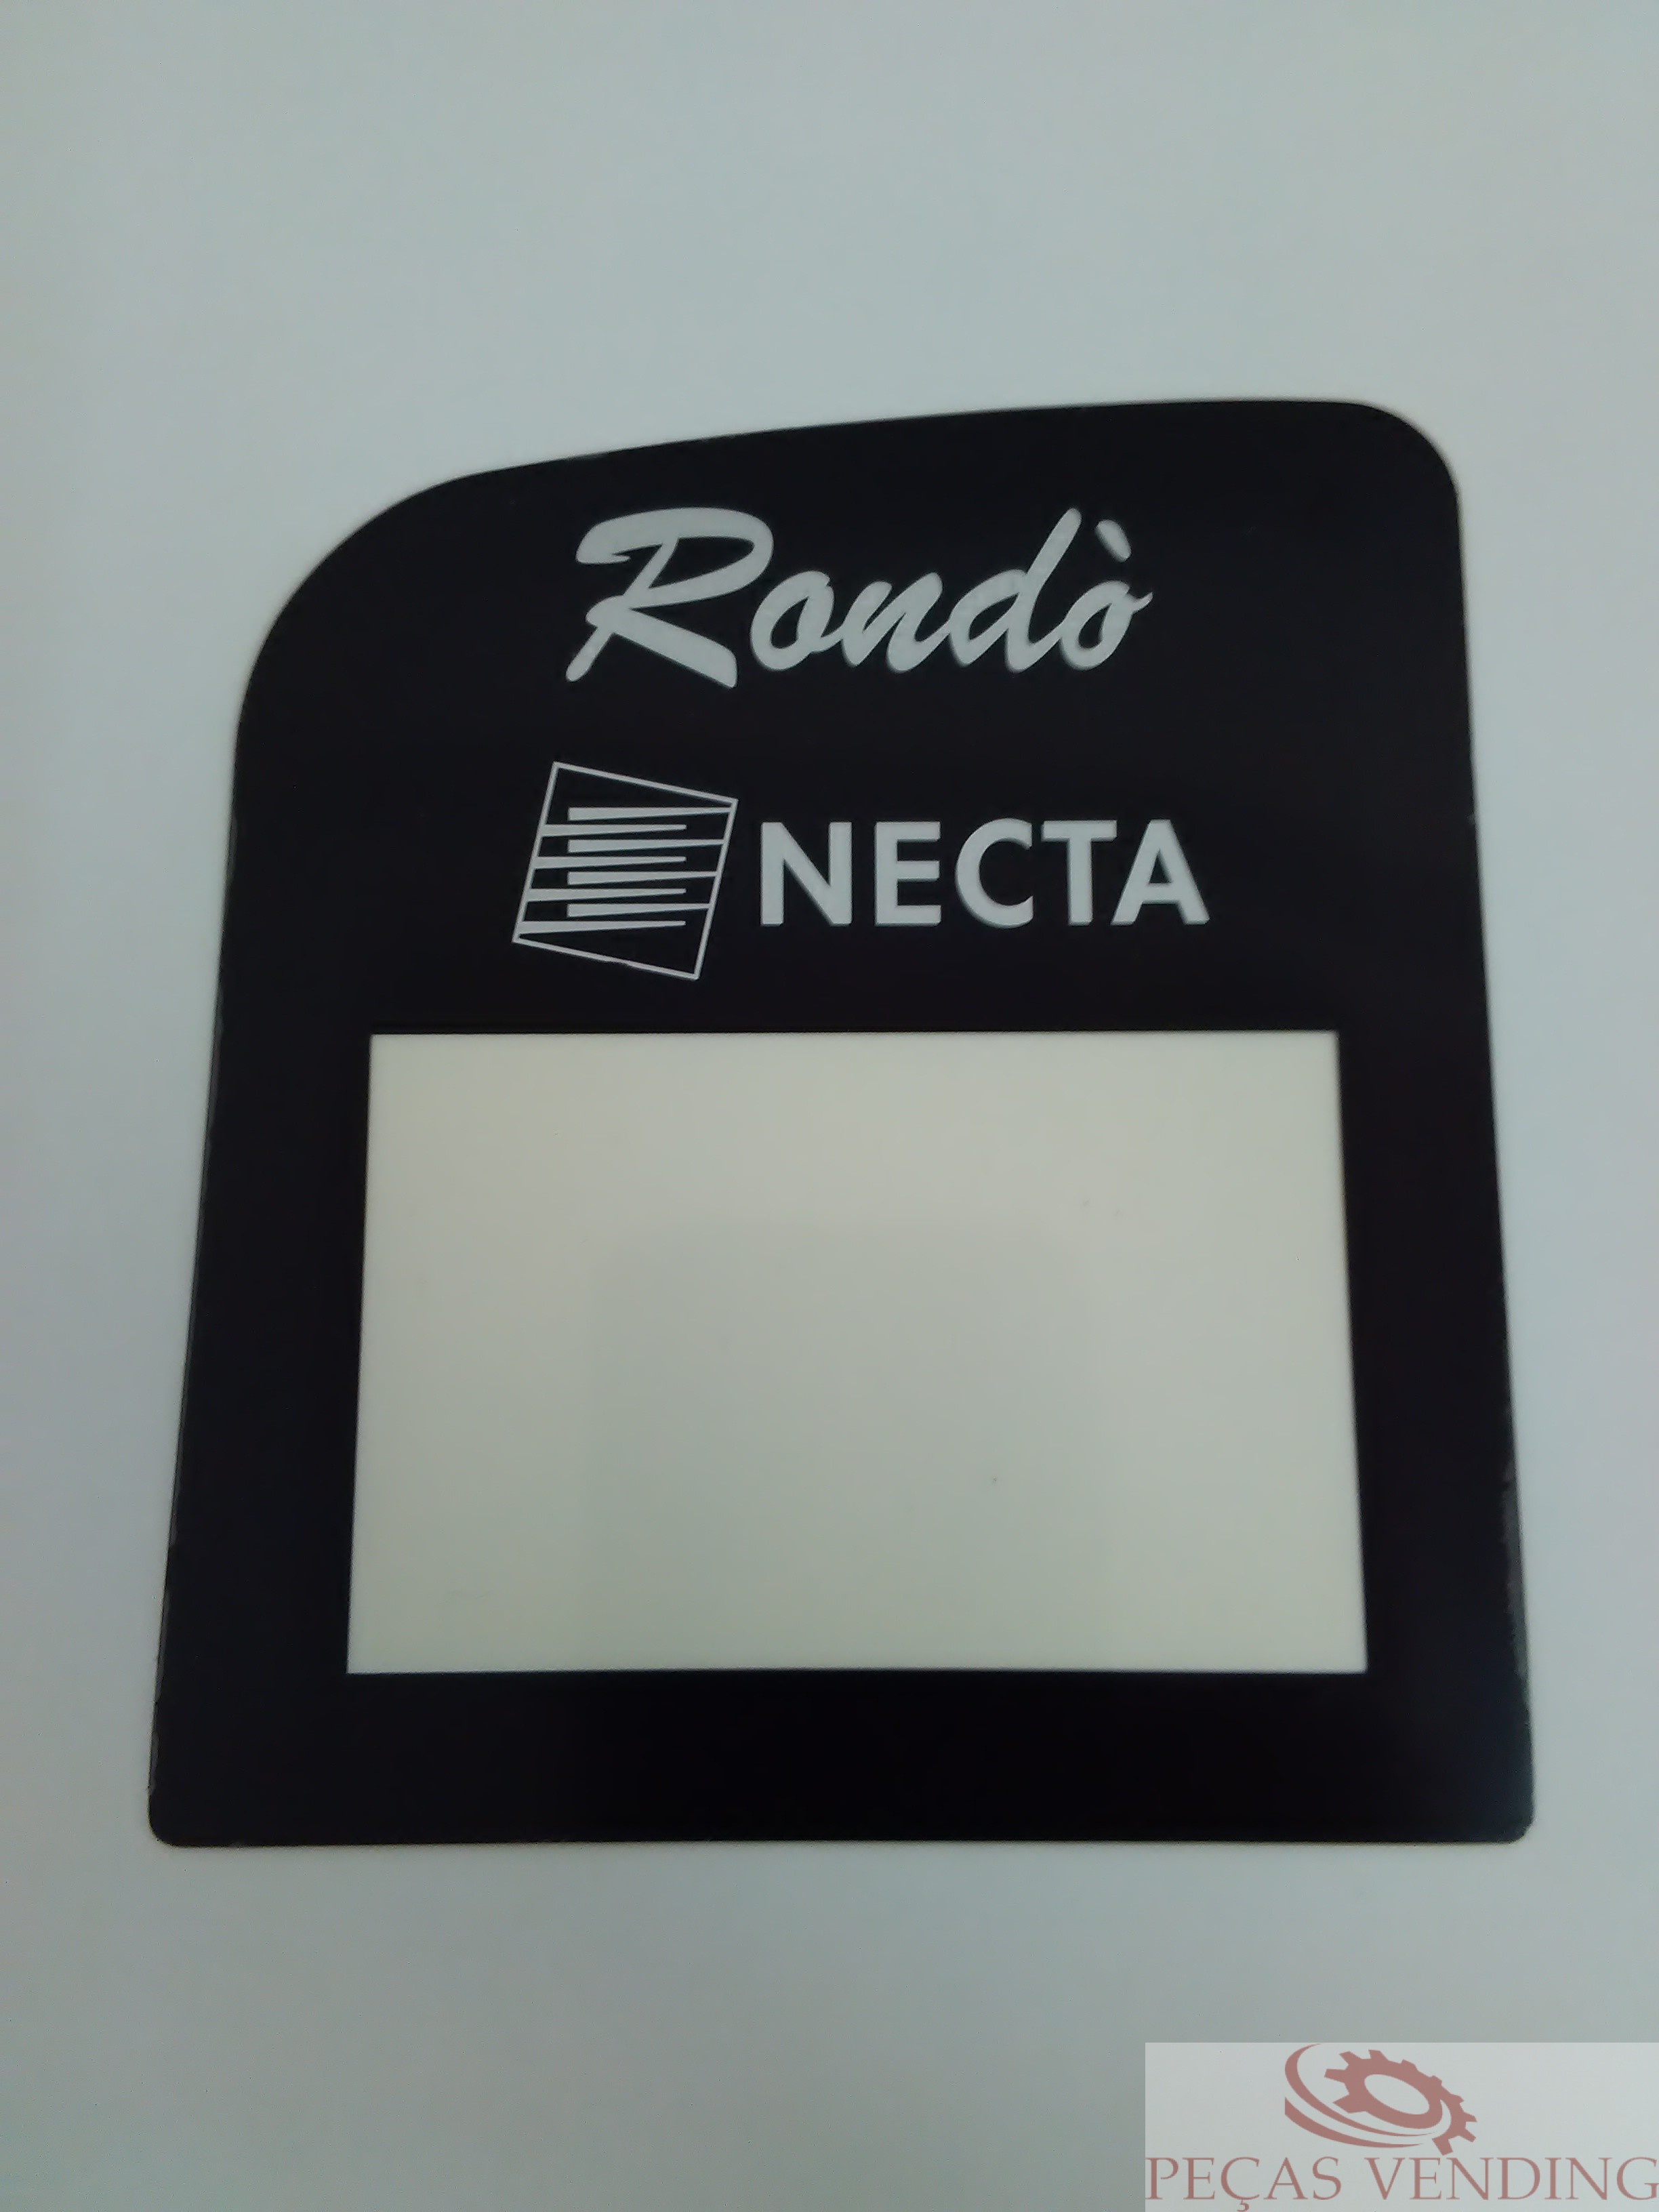 Rondò
NECTA
PEÇAS VENDING